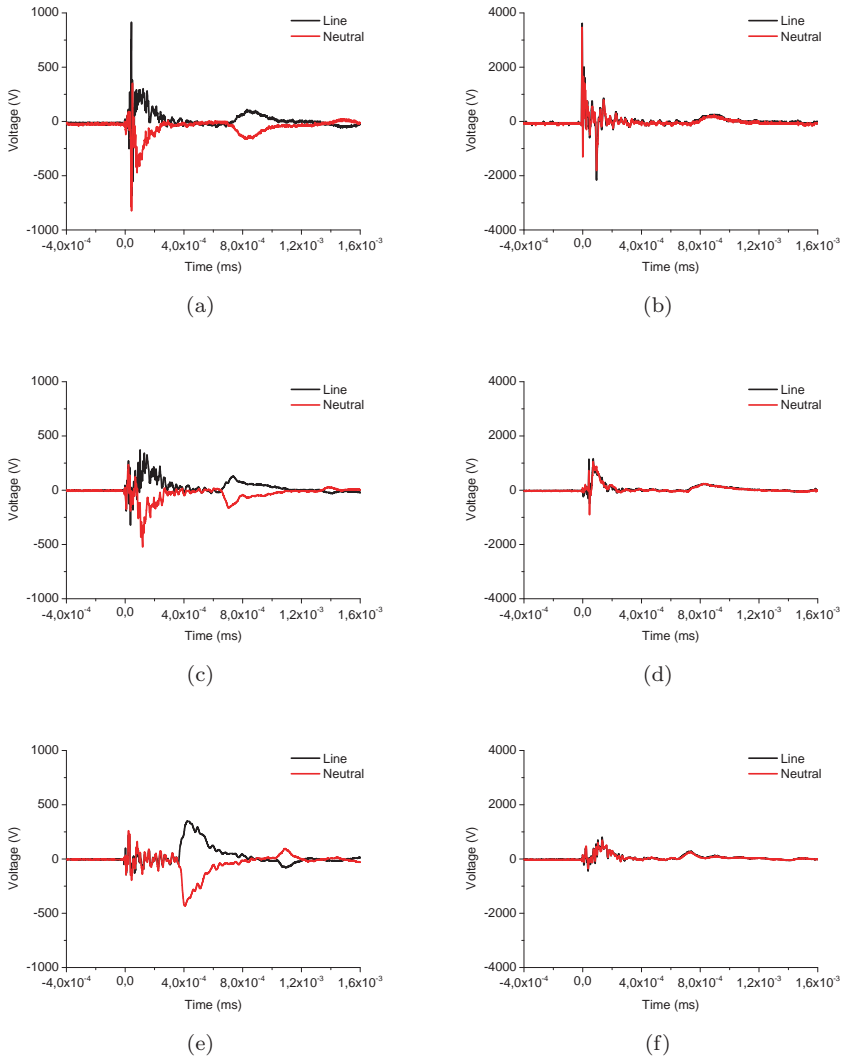 1000
500
0
-500
-1000
Voltage (V)
Line
Neutral
-4,0x10⁻⁴ 0,0 4,0x10⁻⁴ 8,0x10⁻⁴ 1,2x10⁻³ 1,6x10⁻³
Time (ms)
(a)
4000
2000
0
-2000
-4000
Voltage (V)
Line
Neutral
-4,0x10⁻⁴ 0,0 4,0x10⁻⁴ 8,0x10⁻⁴ 1,2x10⁻³ 1,6x10⁻³
Time (ms)
(b)
1000
500
0
-500
-1000
Voltage (V)
Line
Neutral
-4,0x10⁻⁴ 0,0 4,0x10⁻⁴ 8,0x10⁻⁴ 1,2x10⁻³ 1,6x10⁻³
Time (ms)
(c)
4000
2000
0
-2000
-4000
Voltage (V)
Line
Neutral
-4,0x10⁻⁴ 0,0 4,0x10⁻⁴ 8,0x10⁻⁴ 1,2x10⁻³ 1,6x10⁻³
Time (ms)
(d)
1000
500
0
-500
-1000
Voltage (V)
Line
Neutral
-4,0x10⁻⁴ 0,0 4,0x10⁻⁴ 8,0x10⁻⁴ 1,2x10⁻³ 1,6x10⁻³
Time (ms)
(e)
4000
2000
0
-2000
-4000
Voltage (V)
Line
Neutral
-4,0x10⁻⁴ 0,0 4,0x10⁻⁴ 8,0x10⁻⁴ 1,2x10⁻³ 1,6x10⁻³
Time (ms)
(f)